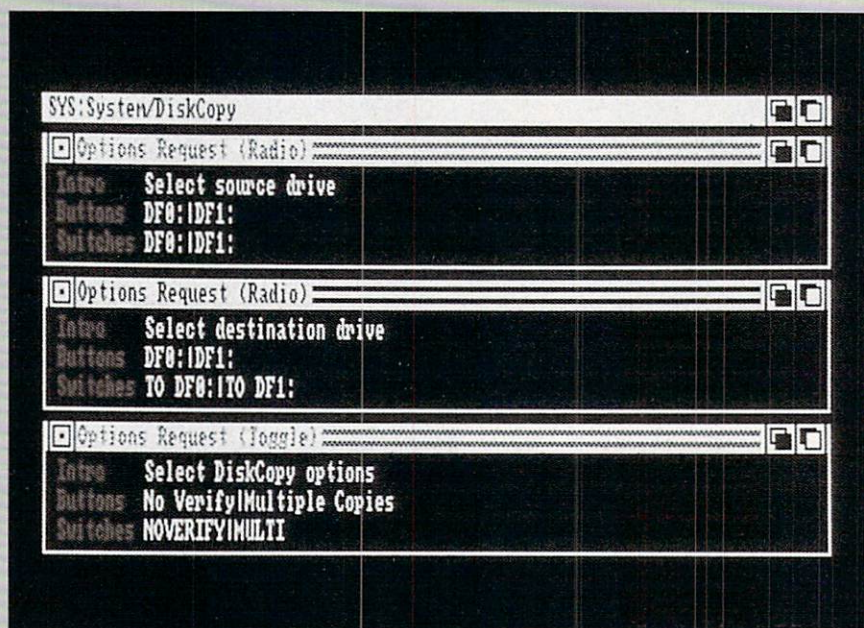 SYS:System/DiskCopy
Options Request (Radio)
Intro Select source drive
Buttons DF0:|DF1:
Switches DF0:|DF1:
Options Request (Radio)
Intro Select destination drive
Buttons DF0:|DF1:
Switches TO DF0:|TO DF1:
Options Request (Toggle)
Intro Select DiskCopy options
Buttons No Verify|Multiple Copies
Switches NOVERIFY|MULTI